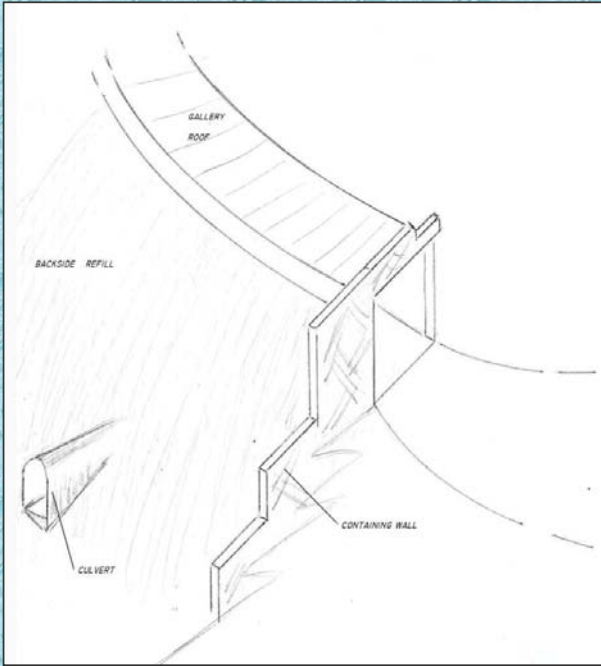 GALLERY
ROOF
BACKSIDE REFILL
CONTAINING WALL
CULVERT